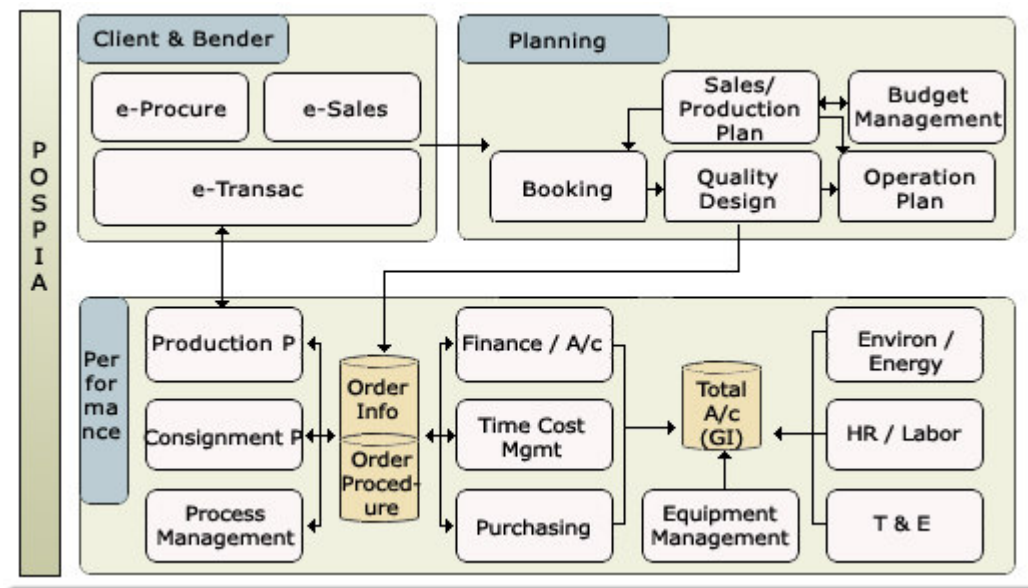 POSPIA
Client & Bender
e-Procure
e-Sales
e-Transac
Planning
Sales/
Production
Plan
Budget
Management
Booking
Quality
Design
Operation
Plan
Per
for
ma
nce
Production P
Consignment P
Process
Management
Order
Info
Order
Proced-
ure
Finance / A/c
Time Cost
Mgmt
Purchasing
Total
A/c
(GI)
Equipment
Management
Environ /
Energy
HR / Labor
T & E